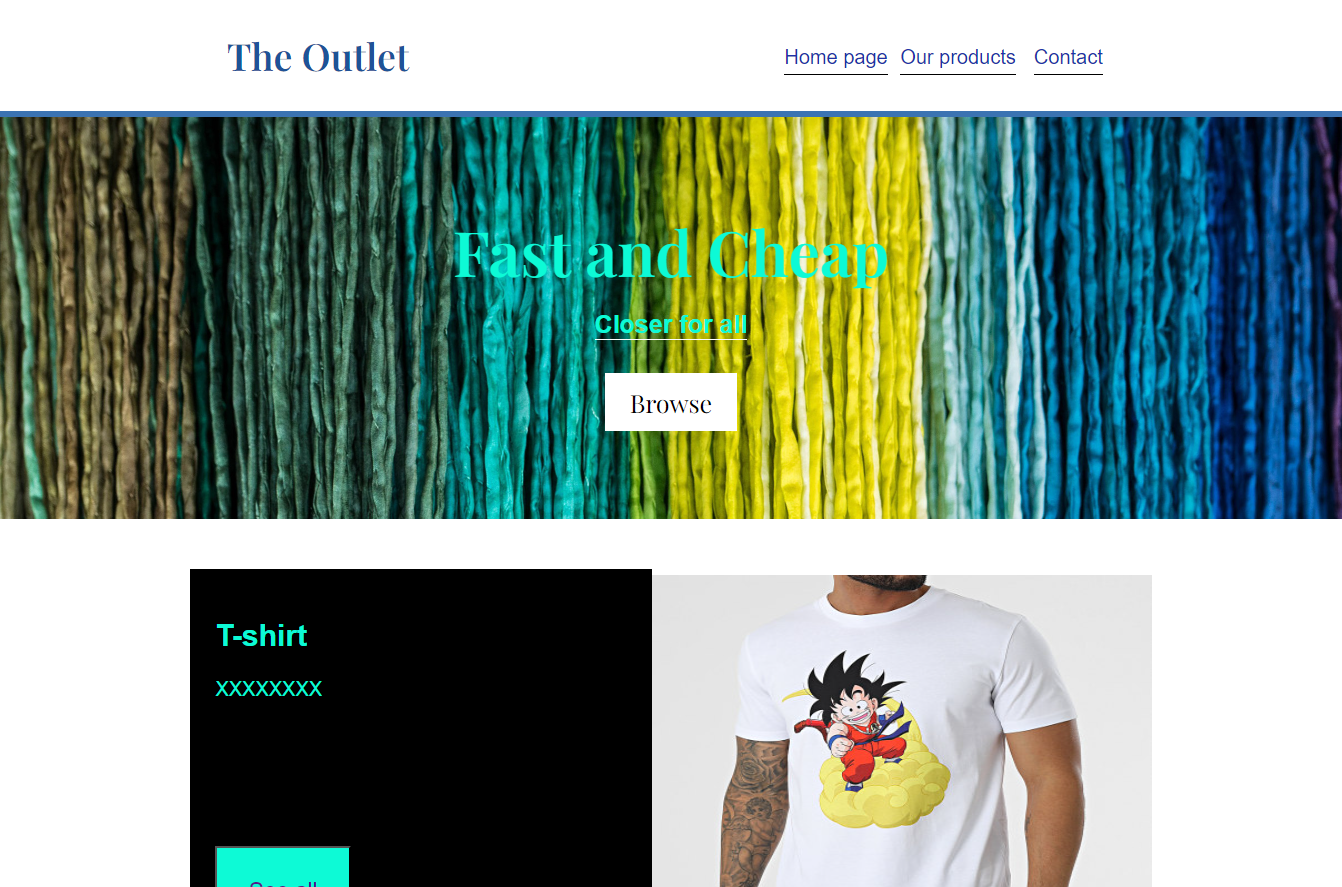 The Outlet
Home page Our products Contact
Fast and Cheap
Closer for all
Browse
T-shirt
XXXXXXXX
See all